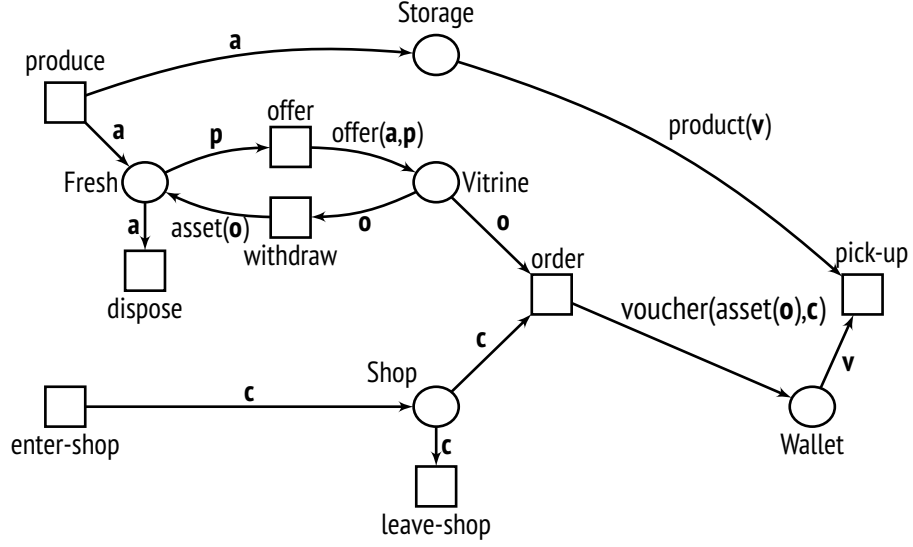 Storage
a
produce
offer
p
offer(a,p)
product(v)
a
Fresh
Vitrine
asset(o)
o
o
a
withdraw
order
pick-up
dispose
voucher(asset(o),c)
c
Shop
c
v
enter-shop
c
Wallet
leave-shop